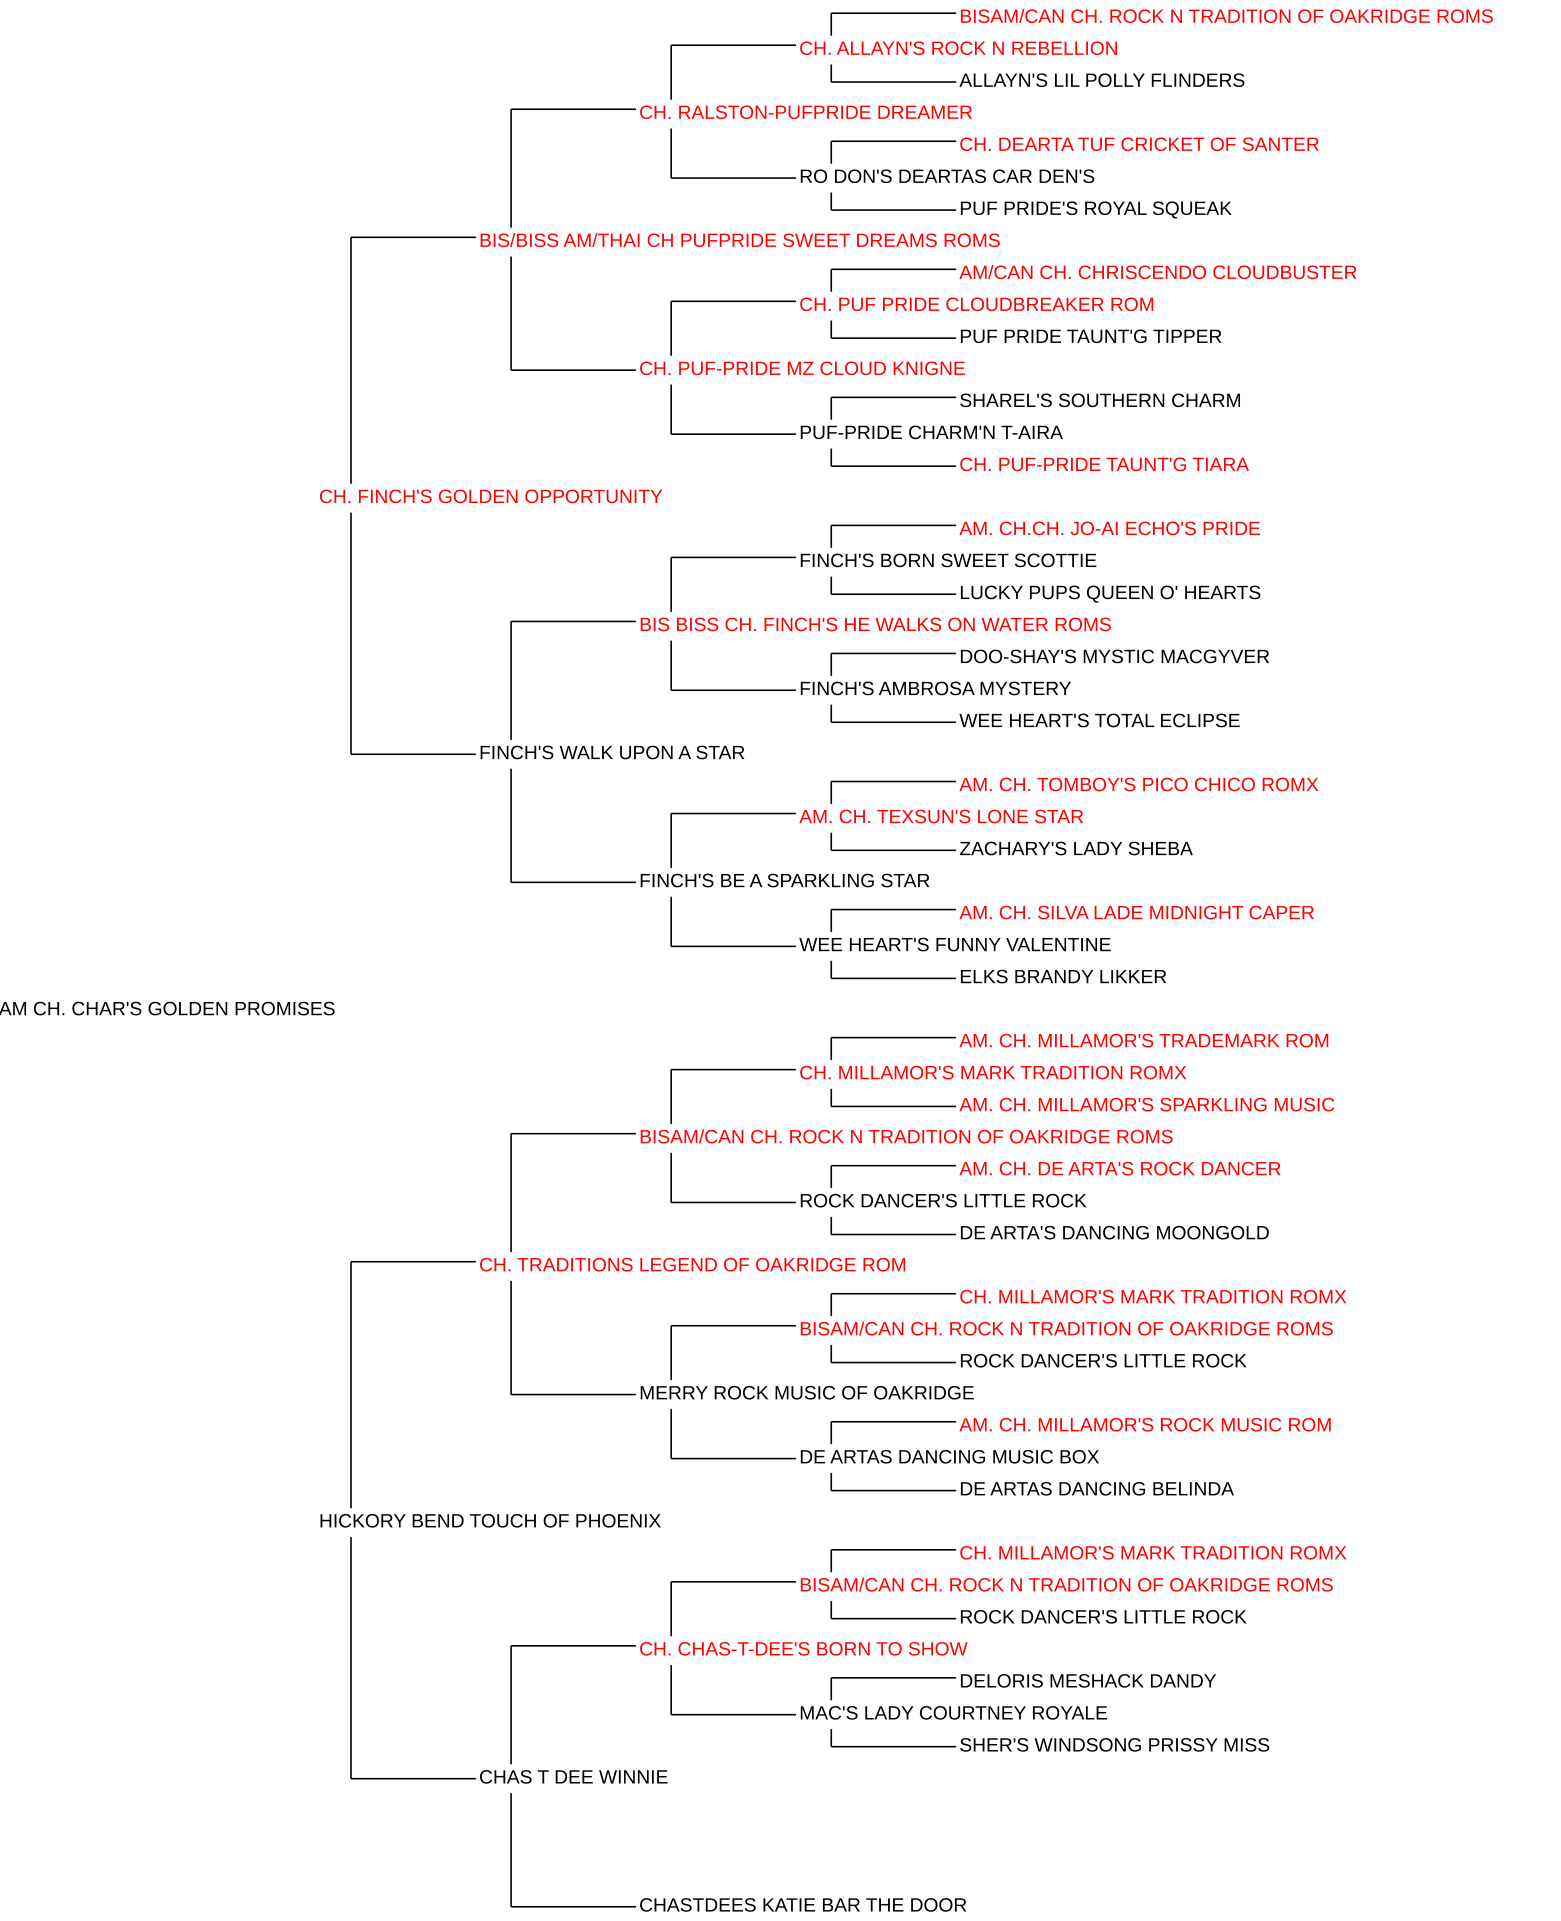 BISAM/CAN CH. ROCK N TRADITION OF OAKRIDGE ROMS
CH. ALLAYN'S ROCK N REBELLION
ALLAYN'S LIL POLLY FLINDERS
CH. RALSTON-PUFPRIDE DREAMER
CH. DEARTA TUF CRICKET OF SANTER
RO DON'S DEARTAS CAR DEN'S
PUF PRIDE'S ROYAL SQUEAK
BIS/BISS AM/THAI CH PUFPRIDE SWEET DREAMS ROMS
AM/CAN CH. CHRISCENDO CLOUDBUSTER
CH. PUF PRIDE CLOUDBREAKER ROM
PUF PRIDE TAUNT'G TIPPER
CH. PUF-PRIDE MZ CLOUD KNIGNE
SHAREL'S SOUTHERN CHARM
PUF-PRIDE CHARM'N T-AIRA
CH. PUF-PRIDE TAUNT'G TIARA
CH. FINCH'S GOLDEN OPPORTUNITY
AM. CH.CH. JO-AI ECHO'S PRIDE
FINCH'S BORN SWEET SCOTTIE
LUCKY PUPS QUEEN O' HEARTS
BIS BISS CH. FINCH'S HE WALKS ON WATER ROMS
DOO-SHAY'S MYSTIC MACGYVER
FINCH'S AMBROSA MYSTERY
WEE HEART'S TOTAL ECLIPSE
FINCH'S WALK UPON A STAR
AM. CH. TOMBOY'S PICO CHICO ROMX
AM. CH. TEXSUN'S LONE STAR
ZACHARY'S LADY SHEBA
FINCH'S BE A SPARKLING STAR
AM. CH. SILVA LADE MIDNIGHT CAPER
WEE HEART'S FUNNY VALENTINE
ELKS BRANDY LIKKER
AM CH. CHAR'S GOLDEN PROMISES
AM. CH. MILLAMOR'S TRADEMARK ROM
CH. MILLAMOR'S MARK TRADITION ROMX
AM. CH. MILLAMOR'S SPARKLING MUSIC
BISAM/CAN CH. ROCK N TRADITION OF OAKRIDGE ROMS
AM. CH. DE ARTA'S ROCK DANCER
ROCK DANCER'S LITTLE ROCK
DE ARTA'S DANCING MOONGOLD
CH. TRADITIONS LEGEND OF OAKRIDGE ROM
CH. MILLAMOR'S MARK TRADITION ROMX
BISAM/CAN CH. ROCK N TRADITION OF OAKRIDGE ROMS
ROCK DANCER'S LITTLE ROCK
MERRY ROCK MUSIC OF OAKRIDGE
AM. CH. MILLAMOR'S ROCK MUSIC ROM
DE ARTAS DANCING MUSIC BOX
DE ARTAS DANCING BELINDA
HICKORY BEND TOUCH OF PHOENIX
CH. MILLAMOR'S MARK TRADITION ROMX
BISAM/CAN CH. ROCK N TRADITION OF OAKRIDGE ROMS
ROCK DANCER'S LITTLE ROCK
CH. CHAS-T-DEE'S BORN TO SHOW
DELORIS MESHACK DANDY
MAC'S LADY COURTNEY ROYALE
SHER'S WINDSONG PRISSY MISS
CHAS T DEE WINNIE
CHASTDEES KATIE BAR THE DOOR